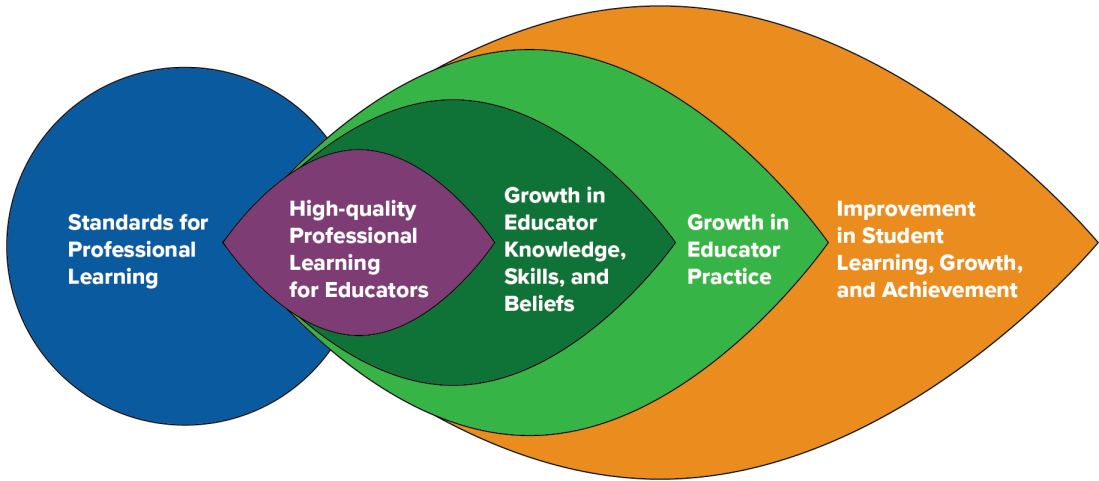 Standards for
Professional
Learning
High-quality
Professional
Learning
for Educators
Growth in
Educator
Knowledge,
Skills, and
Beliefs
Growth in
Educator
Practice
Improvement
in Student
Learning, Growth,
and Achievement